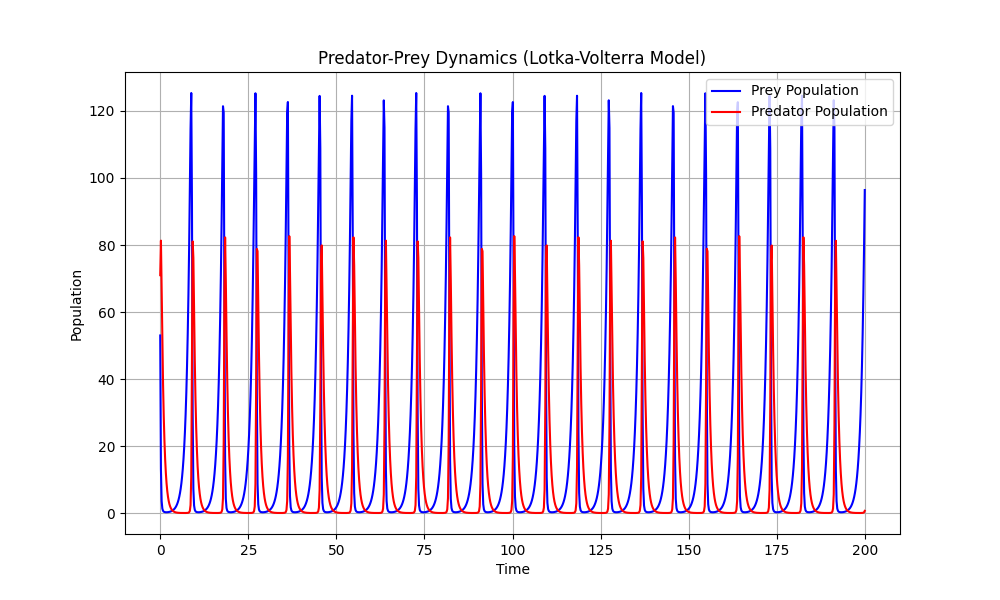 Predator-Prey Dynamics (Lotka-Volterra Model)
Prey Population
Predator Population
Population
120
100
80
60
40
20
0
0 25 50 75 100 125 150 175 200
Time